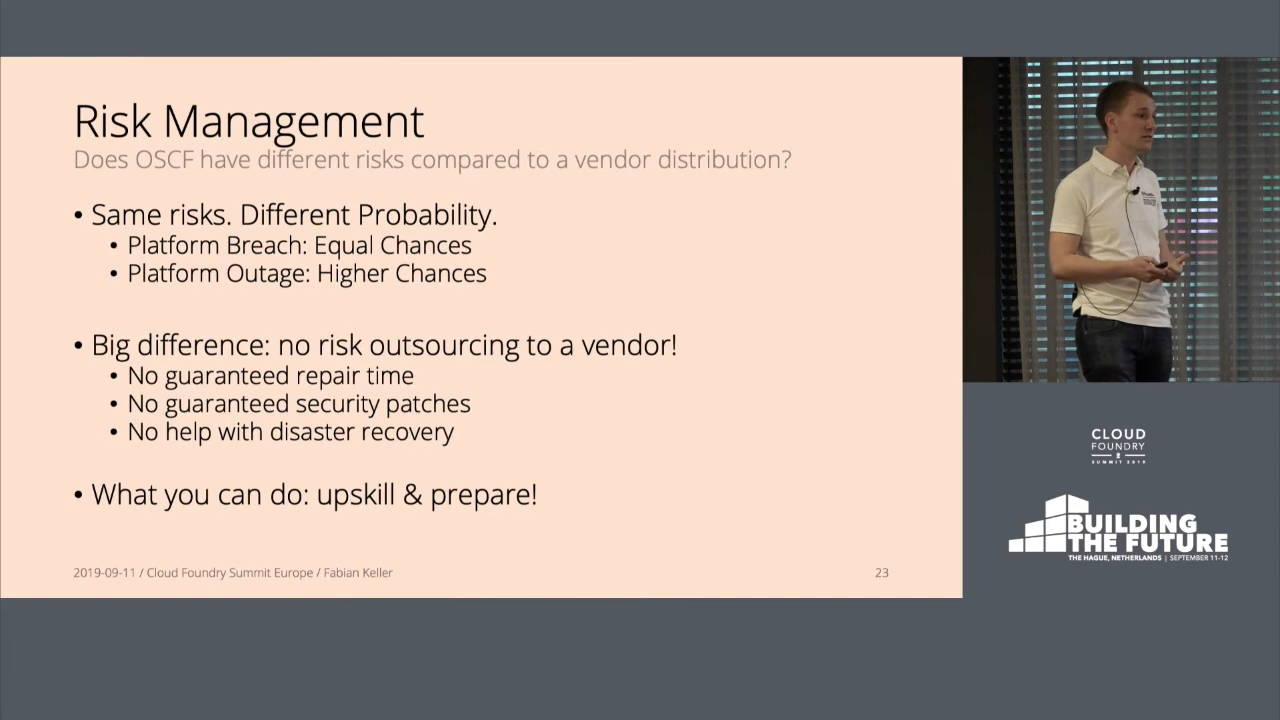 Risk Management
Does OSCF have different risks compared to a vendor distribution?
• Same risks. Different Probability.
• Platform Breach: Equal Chances
• Platform Outage: Higher Chances
• Big difference: no risk outsourcing to a vendor!
• No guaranteed repair time
• No guaranteed security patches
• No help with disaster recovery
• What you can do: upskill & prepare!
2019-09-11 / Cloud Foundry Summit Europe / Fabian Keller
23
CLOUD
FOUNDRY
SUMMIT 2019
BUILDING
THE FUTURE
THE HAGUE, NETHERLANDS | SEPTEMBER 11-12